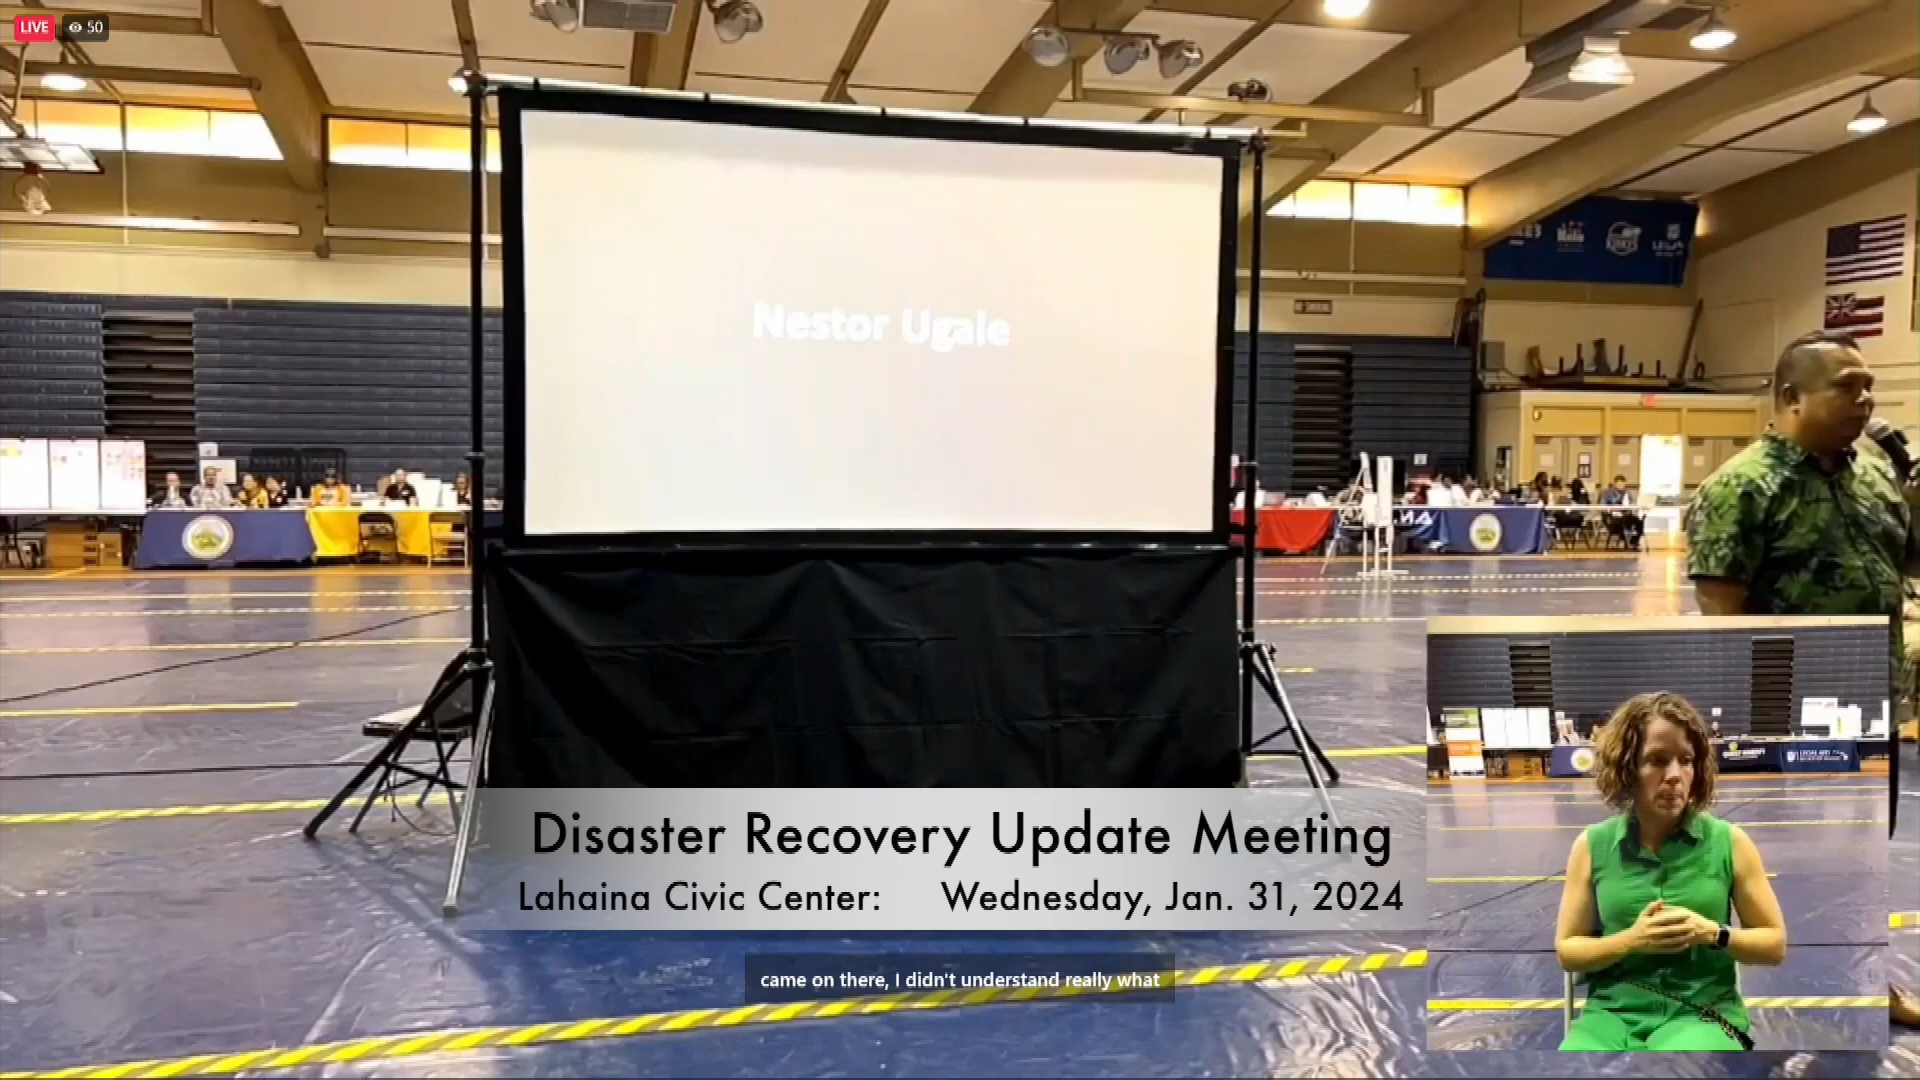 LIVE 50
Nestor Ugale
Disaster Recovery Update Meeting
Lahaina Civic Center: Wednesday, Jan. 31, 2024
came on there, I didn't understand really what